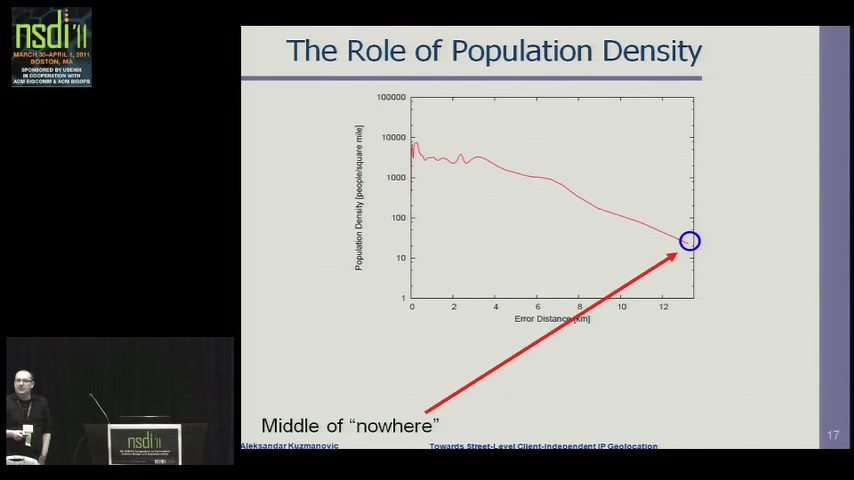 nsdi'11
MARCH 30–APRIL 1, 2011
BOSTON, MA
SPONSORED BY USENIX
IN COOPERATION WITH
ACM SIGCOMM & ACM SIGOPS
The Role of Population Density
100000
10000
1000
100
10
1
Population Density [people/square mile]
0 2 4 6 8 10 12
Error Distance [km]
Middle of “nowhere”
Aleksandar Kuzmanovic
Towards Street-Level Client-Independent IP Geolocation
17
nsdi'11